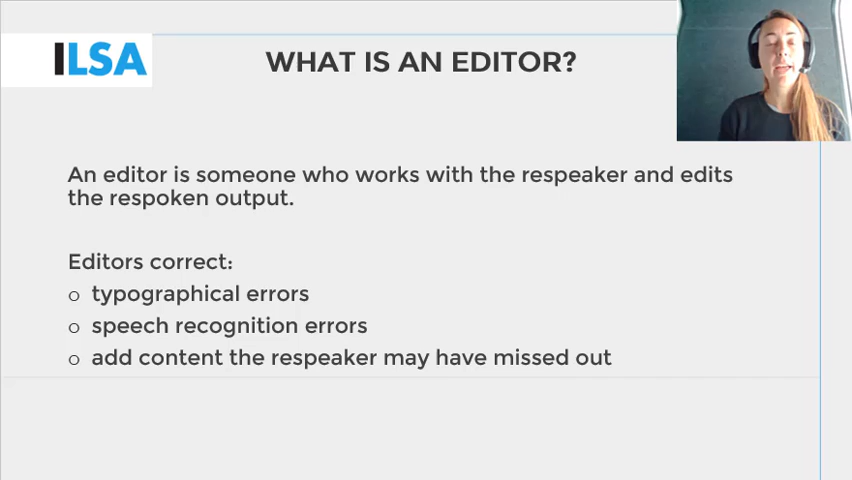 ILSA
WHAT IS AN EDITOR?
An editor is someone who works with the respeaker and edits
the respoken output.
Editors correct:
o typographical errors
o speech recognition errors
o add content the respeaker may have missed out